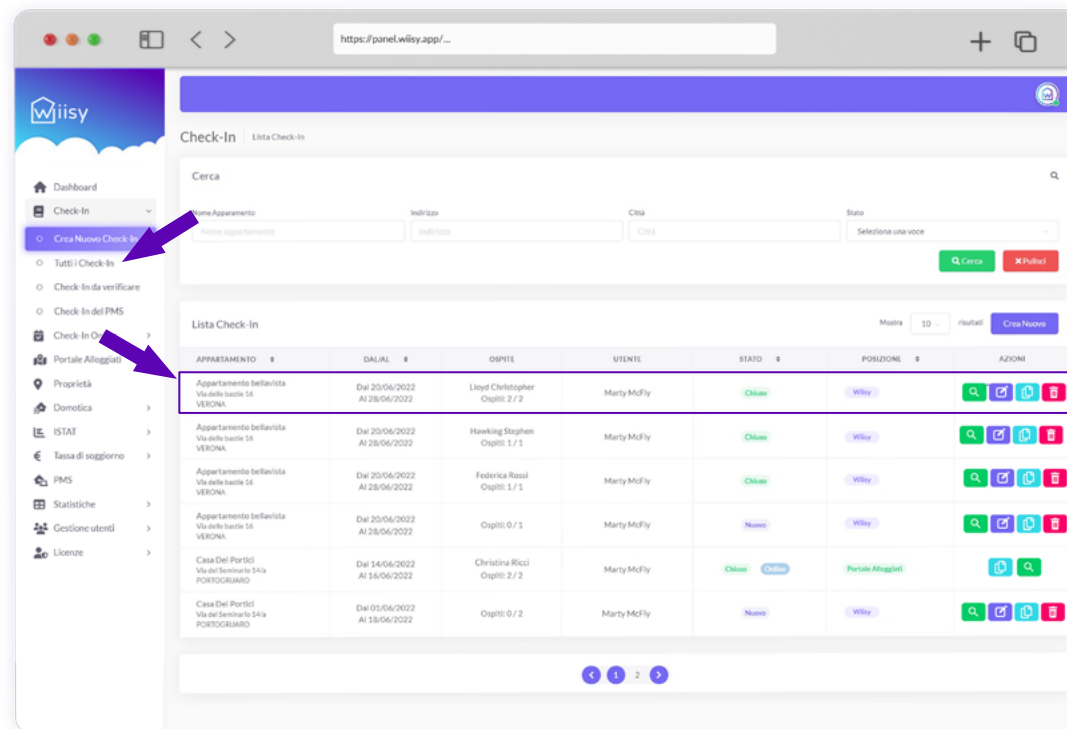 https://panel.wiisy.app/...
wiisy
Check-In Lista Check-In
Cerca
Nome Apparamento Indirizzo Città Stato
Nome appartamento Indirizzo Città Seleziona una voce
Cerca Pulisci
Dashboard
Check-In
Crea Nuovo Check-In
Tutti i Check-In
Check-In da verificare
Check-In del PMS
Check-In On
Portale Alloggiati
Proprietà
Domotica
ISTAT
Tassa di soggiorno
PMS
Statistiche
Gestione utenti
Licenze
Lista Check-In Mostra 10 risultati Crea Nuovo
APPARTAMENTO DAL/AL OSPITE UTENTE STATO POSIZIONE AZIONI
Appartamento bellavista
Via delle bastie 16
VERONA
Dal 20/06/2022
Al 28/06/2022
Lloyd Christopher
Ospiti: 2 / 2
Marty McFly Chiuso Wiisy
Appartamento bellavista
Via delle bastie 16
VERONA
Dal 20/06/2022
Al 28/06/2022
Hawking Stephen
Ospiti: 1 / 1
Marty McFly Chiuso Wiisy
Appartamento bellavista
Via delle bastie 16
VERONA
Dal 20/06/2022
Al 28/06/2022
Federica Rossi
Ospiti: 1 / 1
Marty McFly Chiuso Wiisy
Appartamento bellavista
Via delle bastie 16
VERONA
Dal 20/06/2022
Al 28/06/2022
Ospiti: 0 / 1
Marty McFly Nuovo Wiisy
Casa Dei Portici
Via del Seminario 14/a
PORTOGRUARO
Dal 14/06/2022
Al 16/06/2022
Christina Ricci
Ospiti: 2 / 2
Marty McFly Chiuso Online Portale Alloggiati
Casa Dei Portici
Via del Seminario 14/a
PORTOGRUARO
Dal 01/06/2022
Al 18/06/2022
Ospiti: 0 / 2
Marty McFly Nuovo Wiisy
1 2